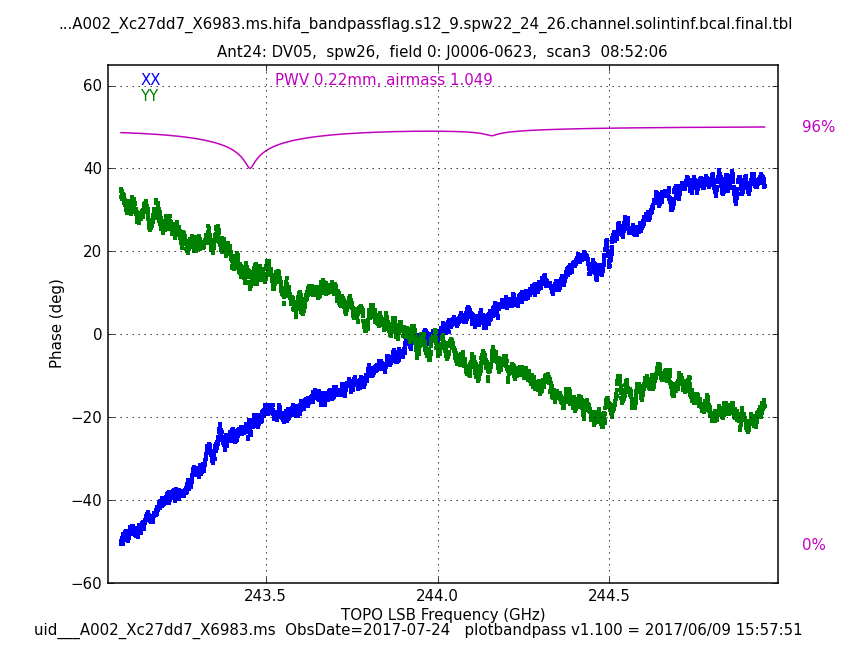 ...A002_Xc27dd7_X6983.ms.hifa_bandpassflag.s12_9.spw22_24_26.channel.solintinf.bcal.final.tbl
Ant24: DV05,  spw26,  field 0: J0006-0623,  scan3  08:52:06
XX
PWV 0.22mm, airmass 1.049
YY
60
96%
40
20
0
−20
−40
0%
−60
Phase (deg)
243.5
244.0
244.5
TOPO LSB Frequency (GHz)
uid___A002_Xc27dd7_X6983.ms  ObsDate=2017-07-24   plotbandpass v1.100 = 2017/06/09 15:57:51